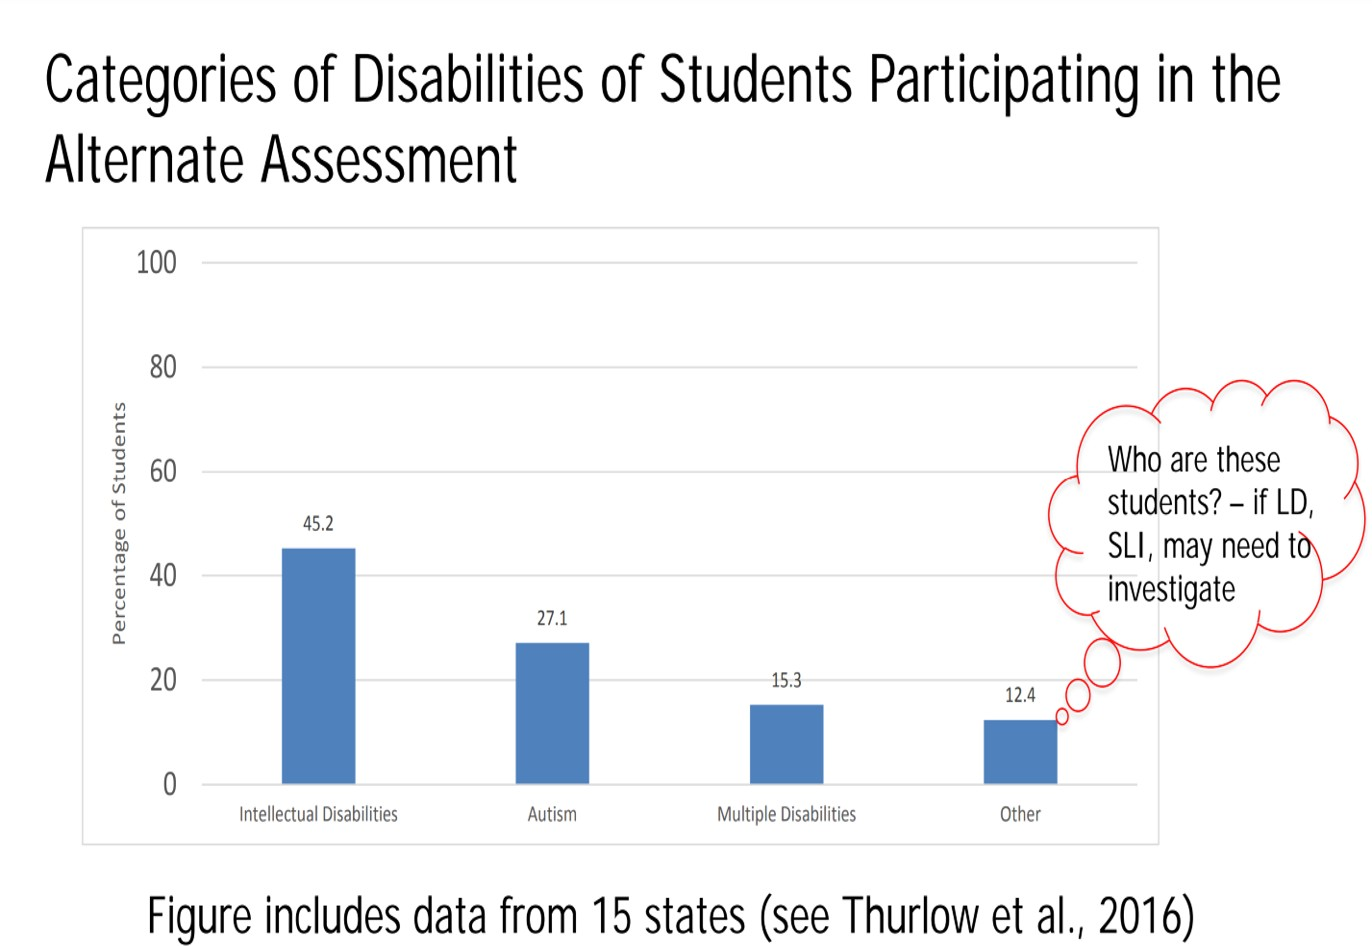 Categories of Disabilities of Students Participating in the
Alternate Assessment
100
80
60
40
20
0
Percentage of Students
45.2
27.1
15.3
12.4
Intellectual Disabilities
Autism
Multiple Disabilities
Other
Who are these
students? – if LD,
SLI, may need to
investigate
Figure includes data from 15 states (see Thurlow et al., 2016)